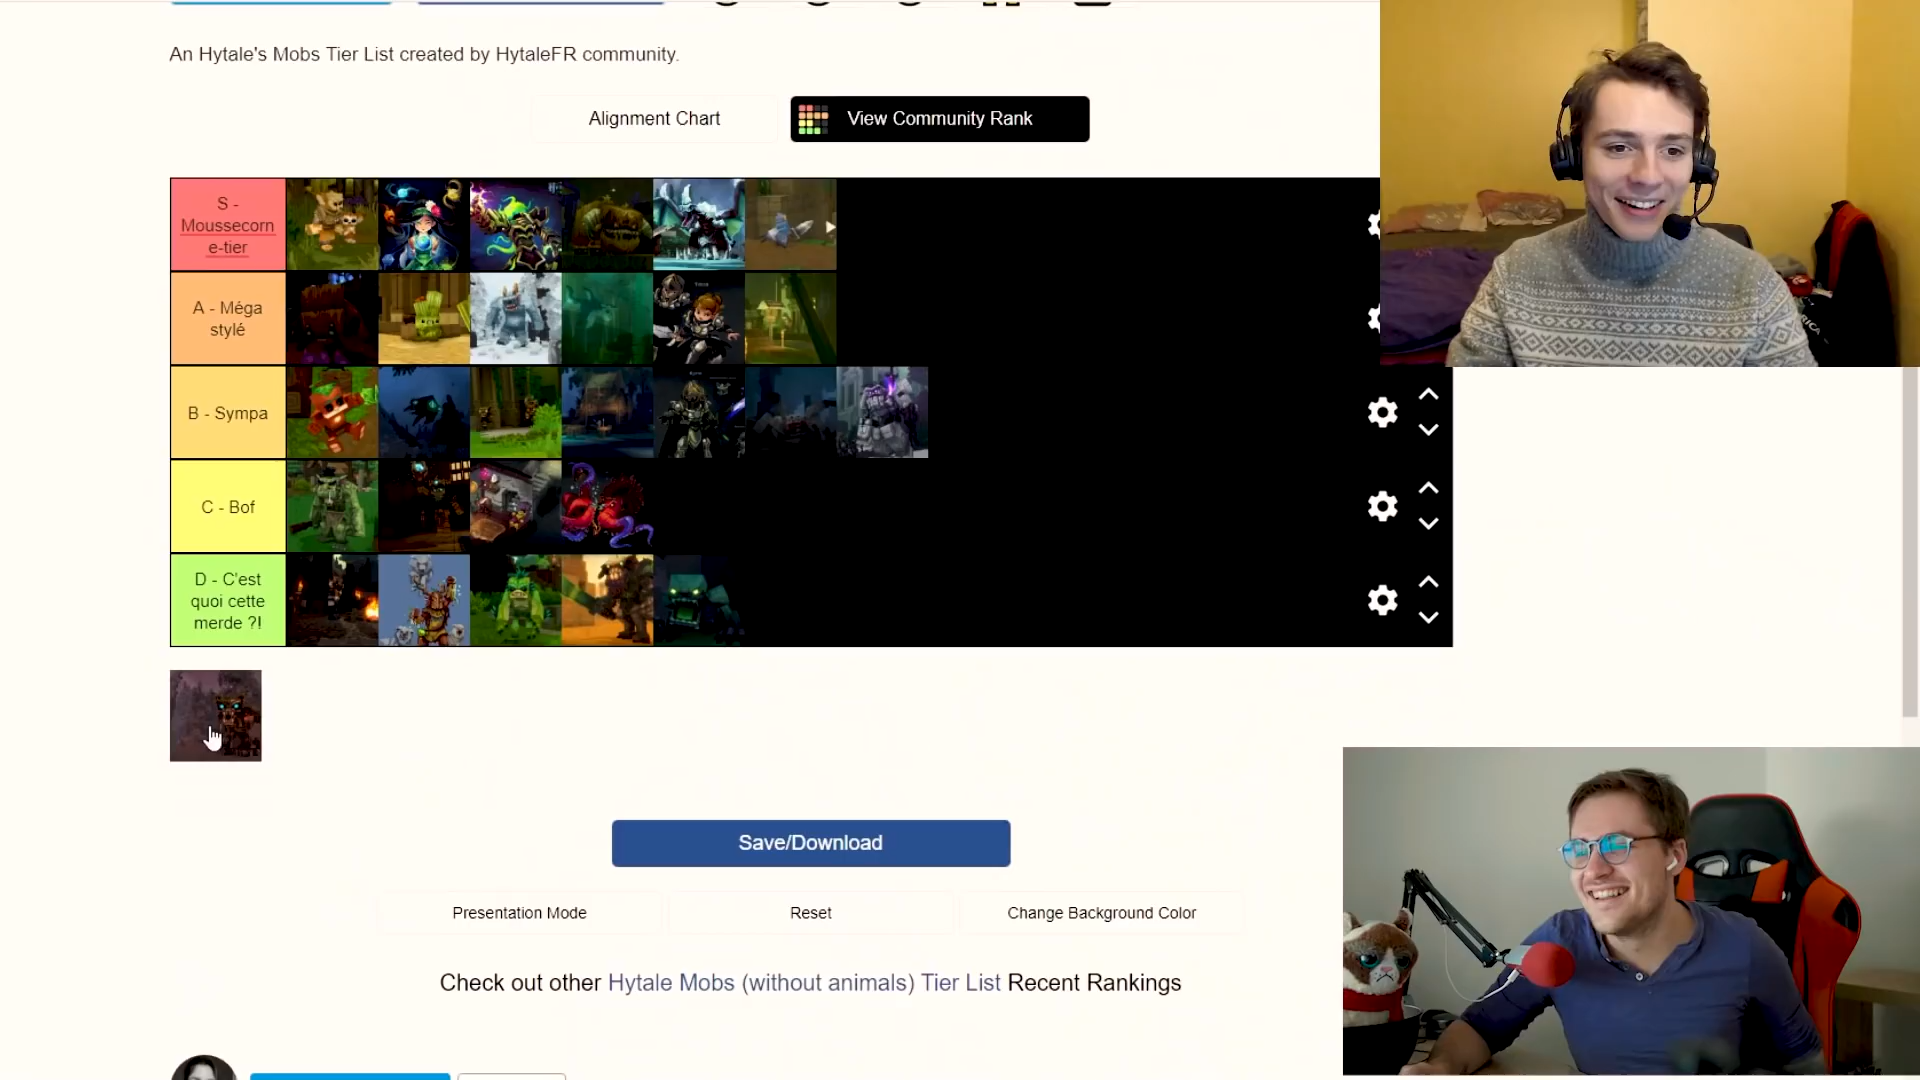 An Hytale's Mobs Tier List created by HytaleFR community.
Alignment Chart
View Community Rank
S -
Moussecorn
e-tier
A - Méga
stylé
B - Sympa
C - Bof
D - C'est
quoi cette
merde ?!
Save/Download
Presentation Mode
Reset
Change Background Color
Check out other Hytale Mobs (without animals) Tier List Recent Rankings